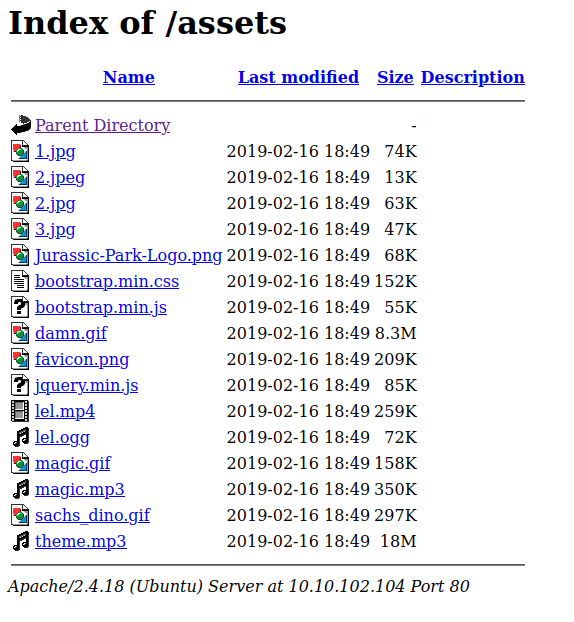 Index of /assets
Name Last modified Size Description
Parent Directory -
1.jpg 2019-02-16 18:49 74K
2.jpeg 2019-02-16 18:49 13K
2.jpg 2019-02-16 18:49 63K
3.jpg 2019-02-16 18:49 47K
Jurassic-Park-Logo.png 2019-02-16 18:49 68K
bootstrap.min.css 2019-02-16 18:49 152K
bootstrap.min.js 2019-02-16 18:49 55K
damn.gif 2019-02-16 18:49 8.3M
favicon.png 2019-02-16 18:49 209K
jquery.min.js 2019-02-16 18:49 85K
lel.mp4 2019-02-16 18:49 259K
lel.ogg 2019-02-16 18:49 72K
magic.gif 2019-02-16 18:49 158K
magic.mp3 2019-02-16 18:49 350K
sachs_dino.gif 2019-02-16 18:49 297K
theme.mp3 2019-02-16 18:49 18M
Apache/2.4.18 (Ubuntu) Server at 10.10.102.104 Port 80